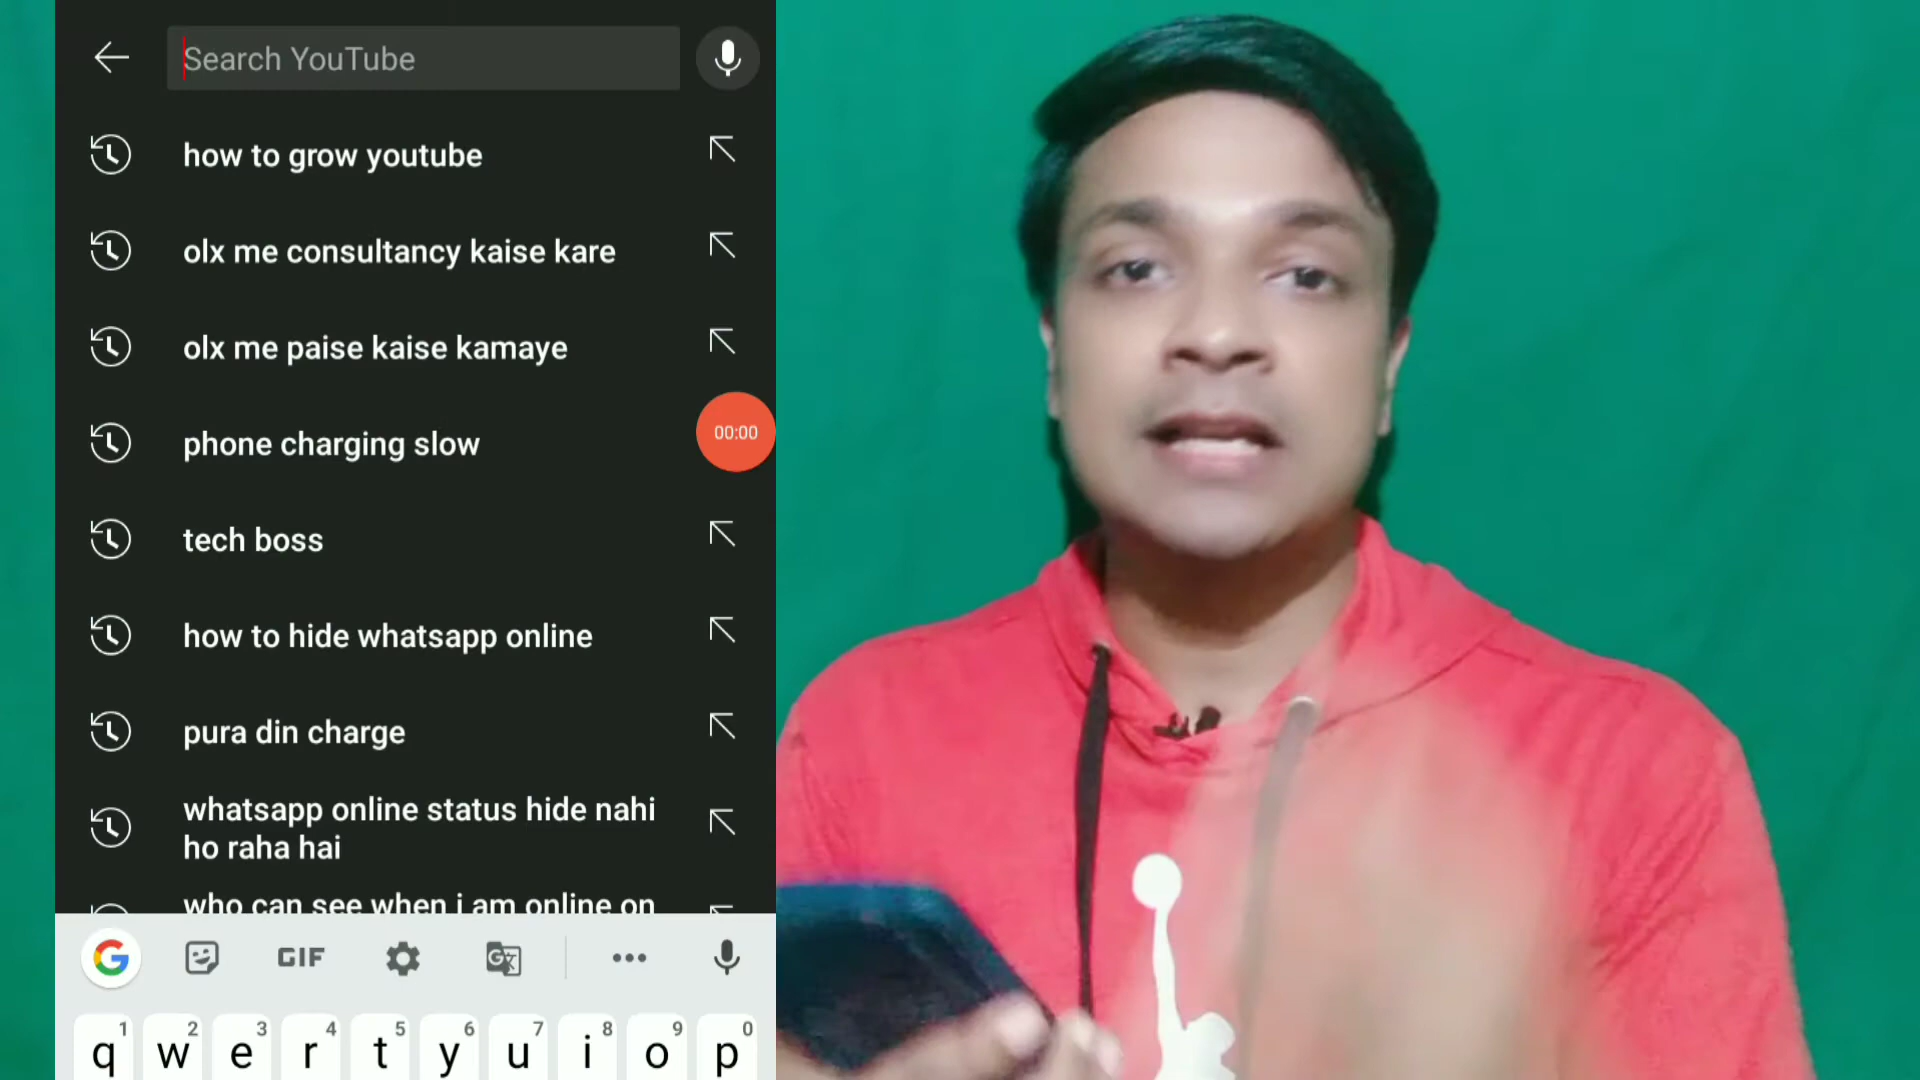 Search YouTube
how to grow youtube
olx me consultancy kaise kare
olx me paise kaise kamaye
phone charging slow
00:00
tech boss
how to hide whatsapp online
pura din charge
whatsapp online status hide nahi
ho raha hai
who can see when i am online on
GIF
1 2 3 4 5 6 7 8 9 0
q w e r t y u i o p